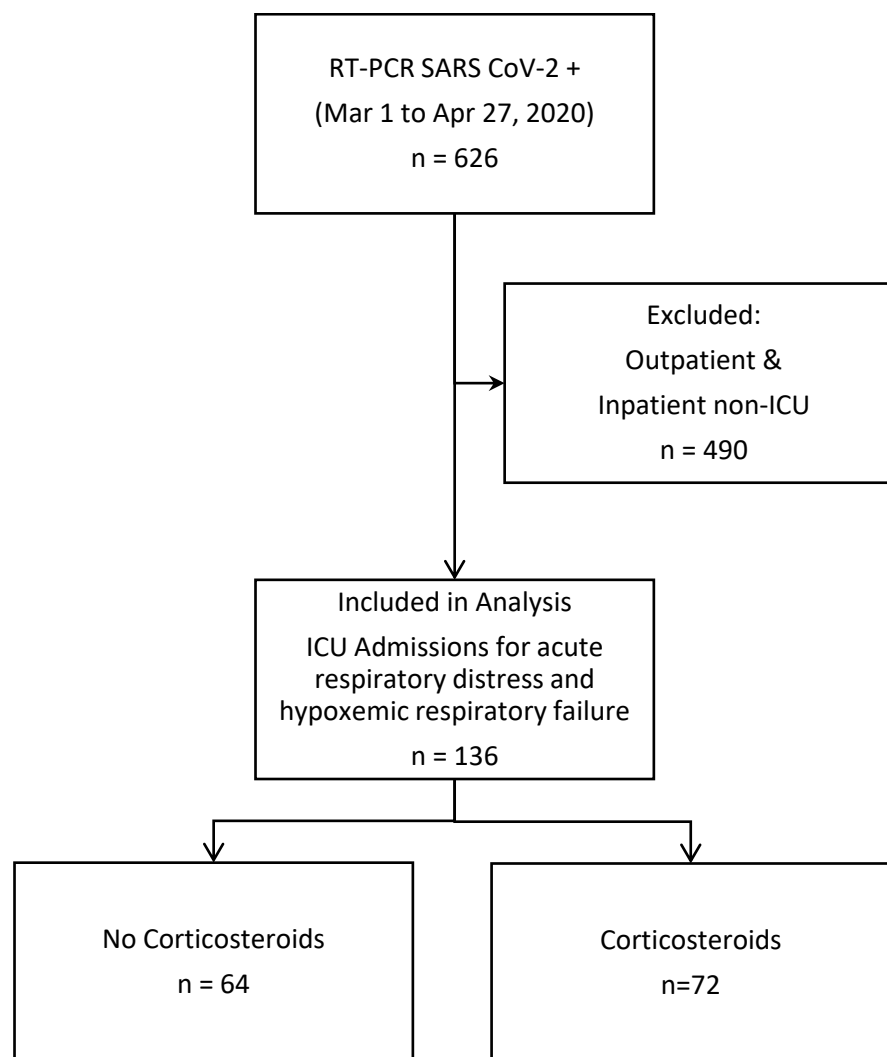 RT-PCR SARS CoV-2 +
(Mar 1 to Apr 27, 2020)
n = 626
Excluded:
Outpatient &
Inpatient non-ICU
n = 490
Included in Analysis
ICU Admissions for acute
respiratory distress and
hypoxemic respiratory failure
n = 136
No Corticosteroids
n = 64
Corticosteroids
n=72